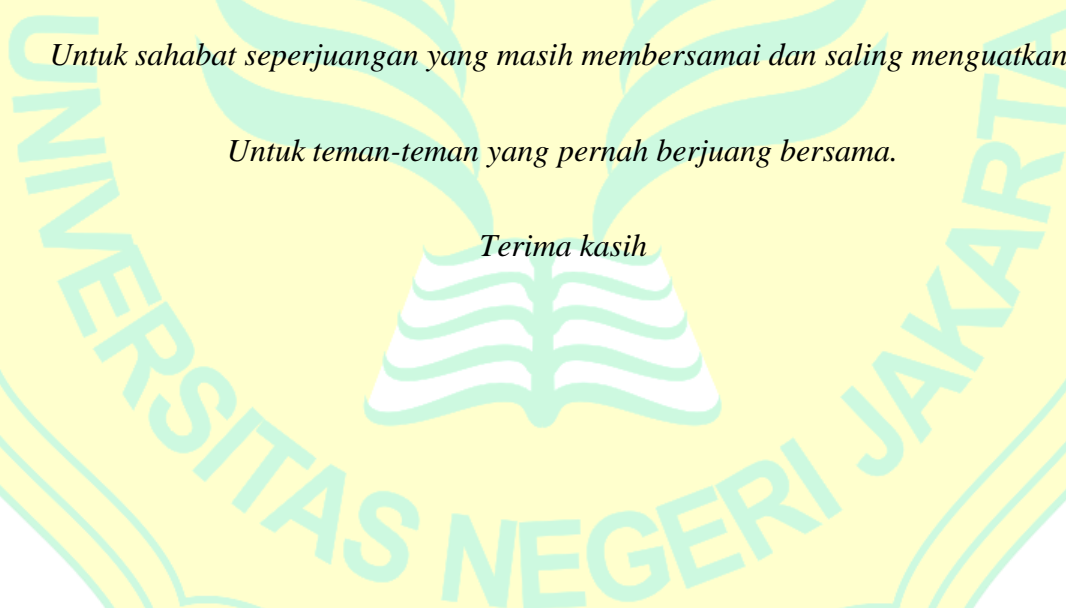 Untuk sahabat seperjuangan yang masih membersamai dan saling menguatkan
Untuk teman-teman yang pernah berjuang bersama.
Terima kasih
UNIVERSITAS NEGERI JAKARTA